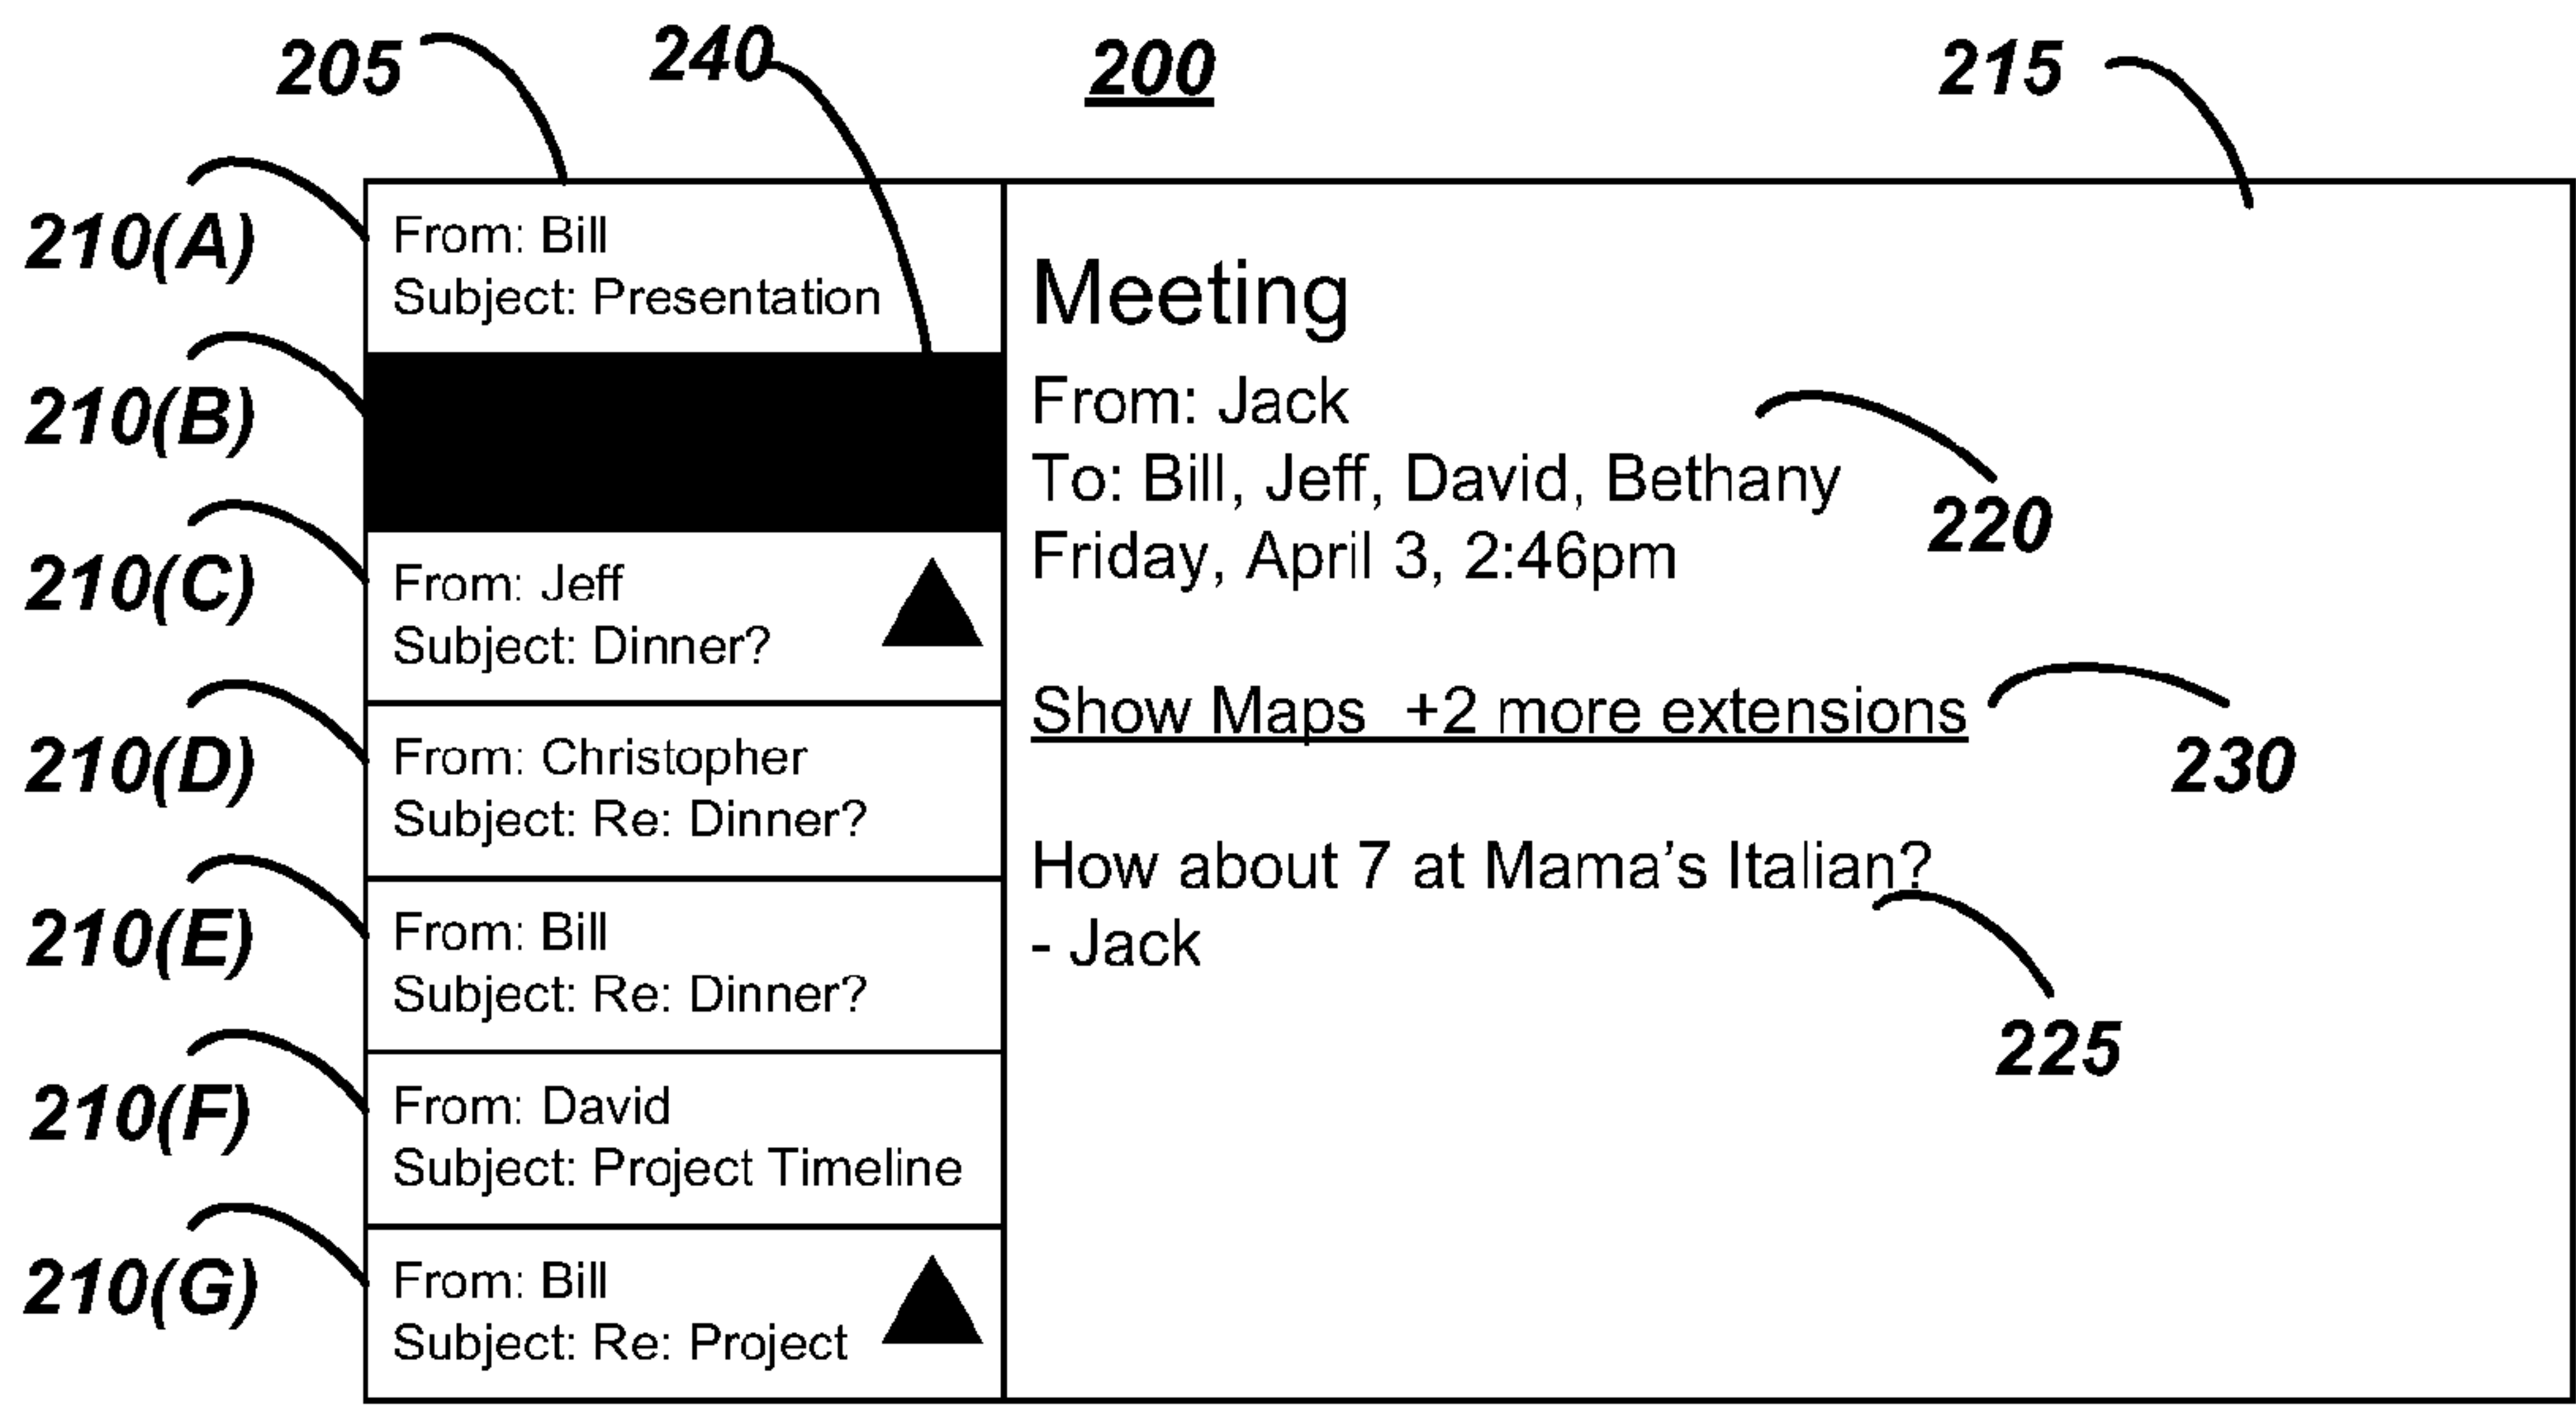 205
240
200
215
210(A)
From: Bill
Subject: Presentation
210(B)
210(C)
From: Jeff
Subject: Dinner?
210(D)
From: Christopher
Subject: Re: Dinner?
210(E)
From: Bill
Subject: Re: Dinner?
210(F)
From: David
Subject: Project Timeline
210(G)
From: Bill
Subject: Re: Project
Meeting
From: Jack
To: Bill, Jeff, David, Bethany
220
Friday, April 3, 2:46pm
Show Maps +2 more extensions
230
How about 7 at Mama's Italian?
- Jack
225